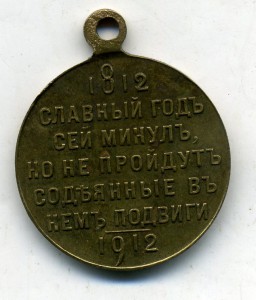 1812
СЛАВНЫЙ ГОДЪ
СЕЙ МИНУЛЪ,
НО НЕ ПРОЙДУТЪ
СОДѢЯННЫЕ ВЪ
НЕМЪ ПОДВИГИ
1912